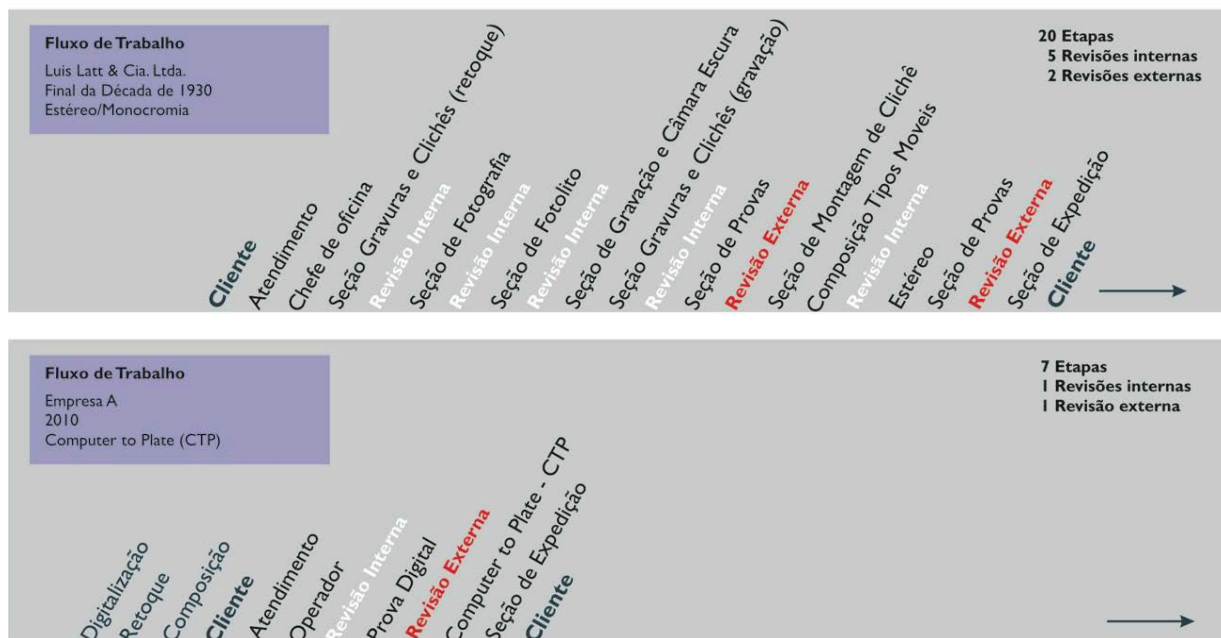 Fluxo de Trabalho
Luis Latt & Cia. Ltda.
Final da Década de 1930
Estéreo/Monocromia
20 Etapas
5 Revisões internas
2 Revisões externas
Cliente
Atendimento
Chefe de oficina
Seção Gravuras e Clichês (retoque)
Revisão Interna
Seção de Fotografia
Revisão Interna
Seção de Fotolito
Revisão Interna
Seção de Gravação e Câmara Escura
Seção Gravuras e Clichês (gravação)
Revisão Interna
Seção de Provas
Revisão Externa
Seção de Montagem de Clichê
Composição Tipos Moveis
Revisão Interna
Estéreo
Seção de Provas
Revisão Externa
Seção de Expedição
Cliente
Fluxo de Trabalho
Empresa A
2010
Computer to Plate (CTP)
7 Etapas
1 Revisões internas
1 Revisão externa
Digitalização
Retoque
Composição
Cliente
Atendimento
Operador
Revisão Interna
Prova Digital
Revisão Externa
Computer to Plate - CTP
Seção de Expedição
Cliente